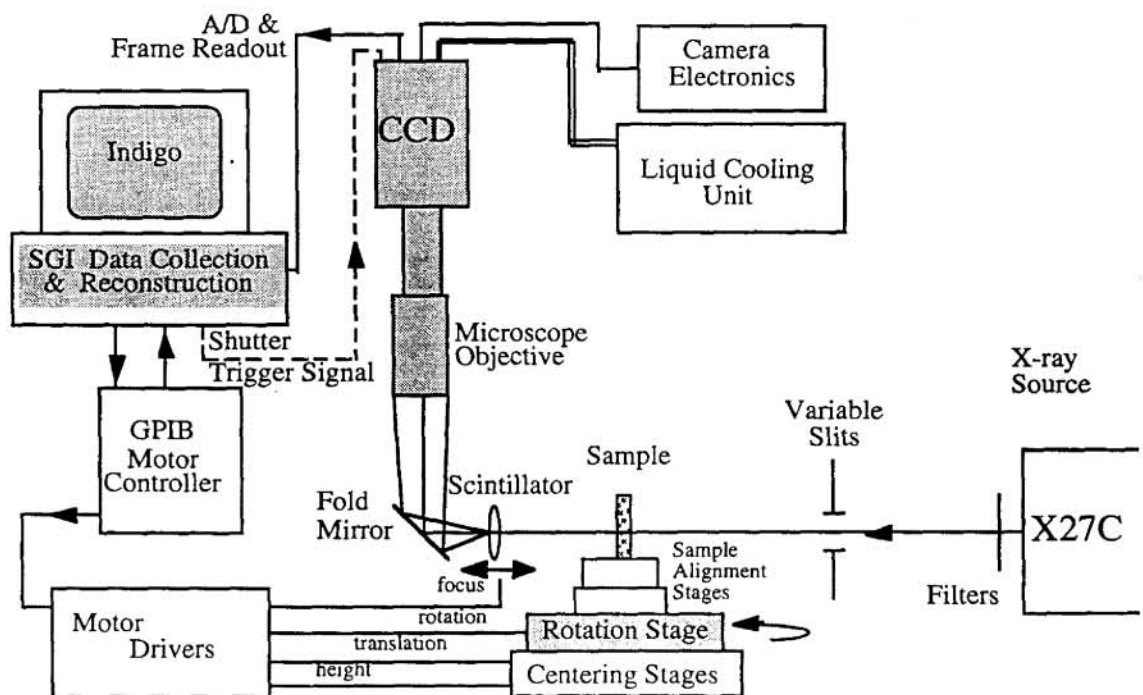 A/D &
Frame Readout
Camera
Electronics
CCD
Indigo
Liquid Cooling
Unit
SGI Data Collection
& Reconstruction
Shutter
Trigger Signal
Microscope
Objective
X-ray
Source
GPIB
Motor
Controller
Variable
Slits
Sample
Scintillator
Fold
Mirror
X27C
Sample
Alignment
Stages
focus
Filters
rotation
Motor
Drivers
translation
Rotation Stage
height
Centering Stages